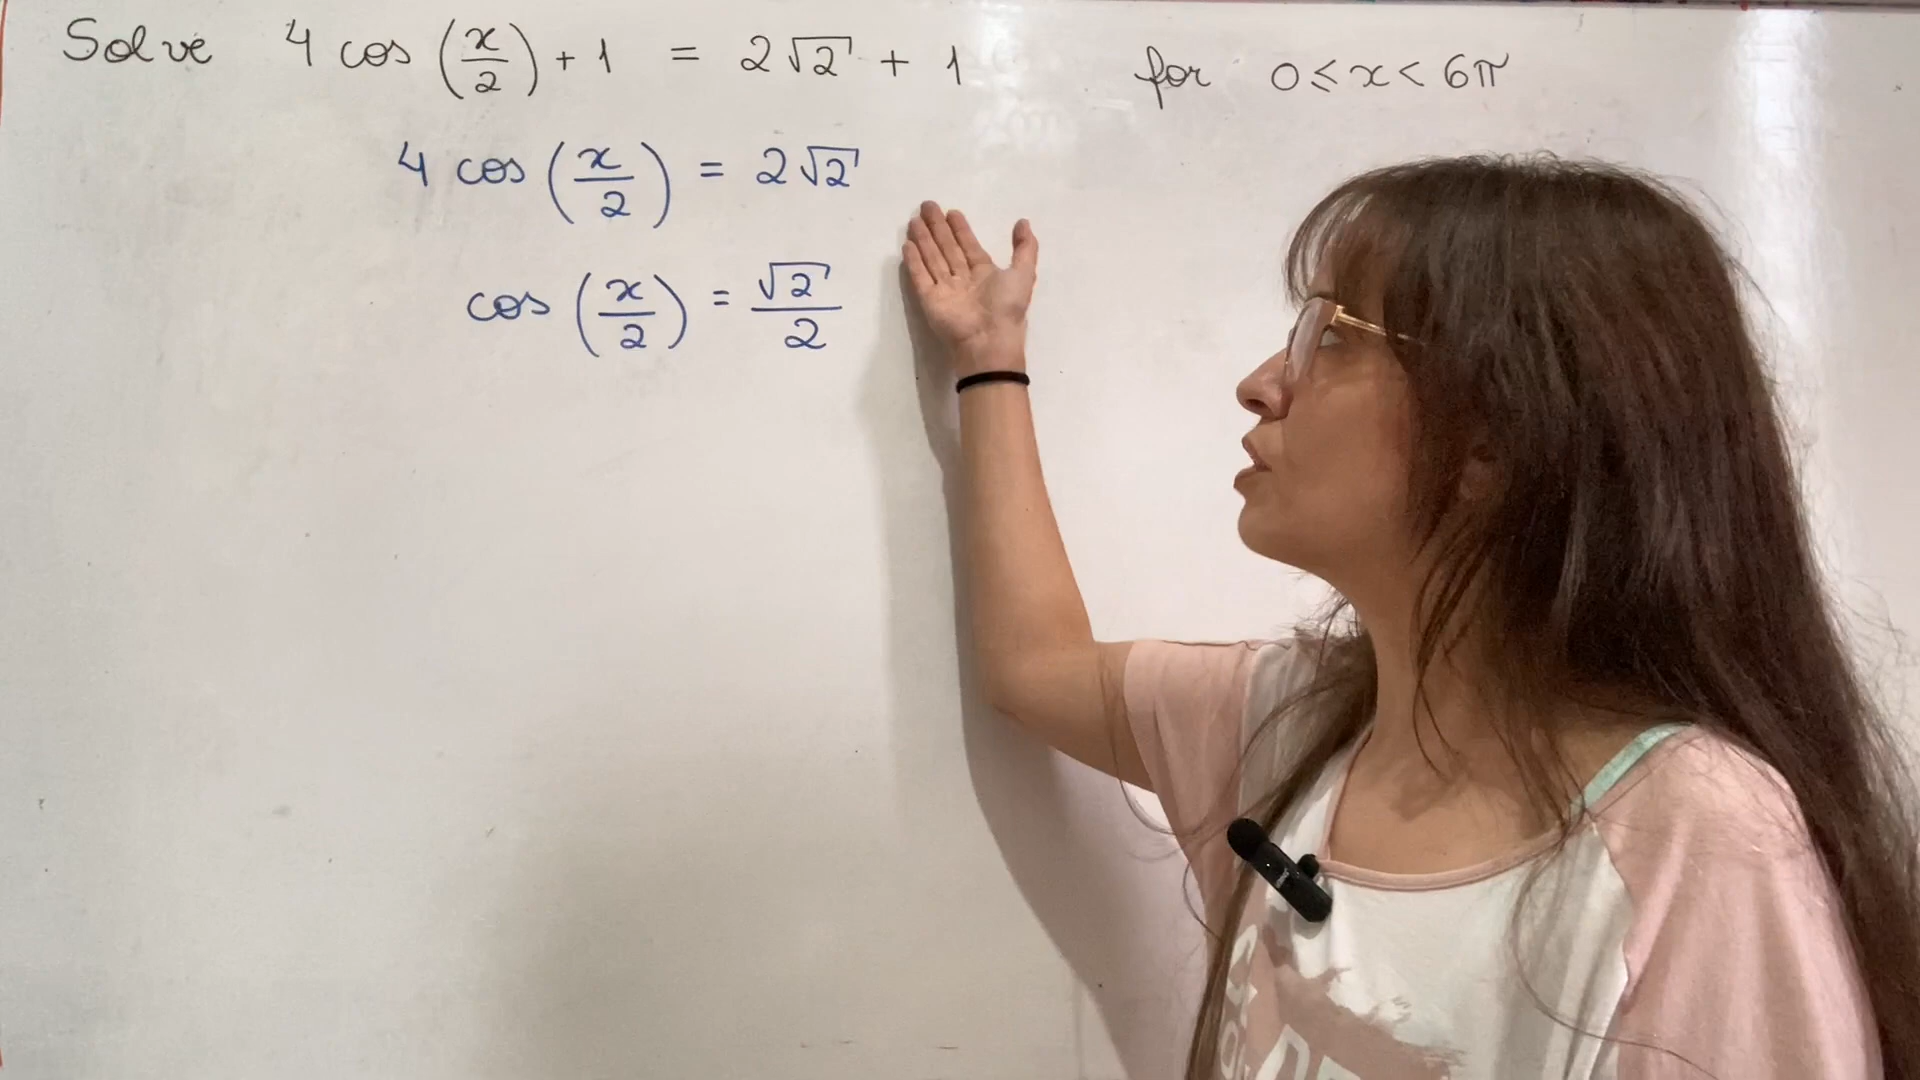 Solve 4 cos (x/2) + 1 = 2√2 + 1 for 0 ≤ x < 6π
4 cos (x/2) = 2√2
cos (x/2) = √2/2